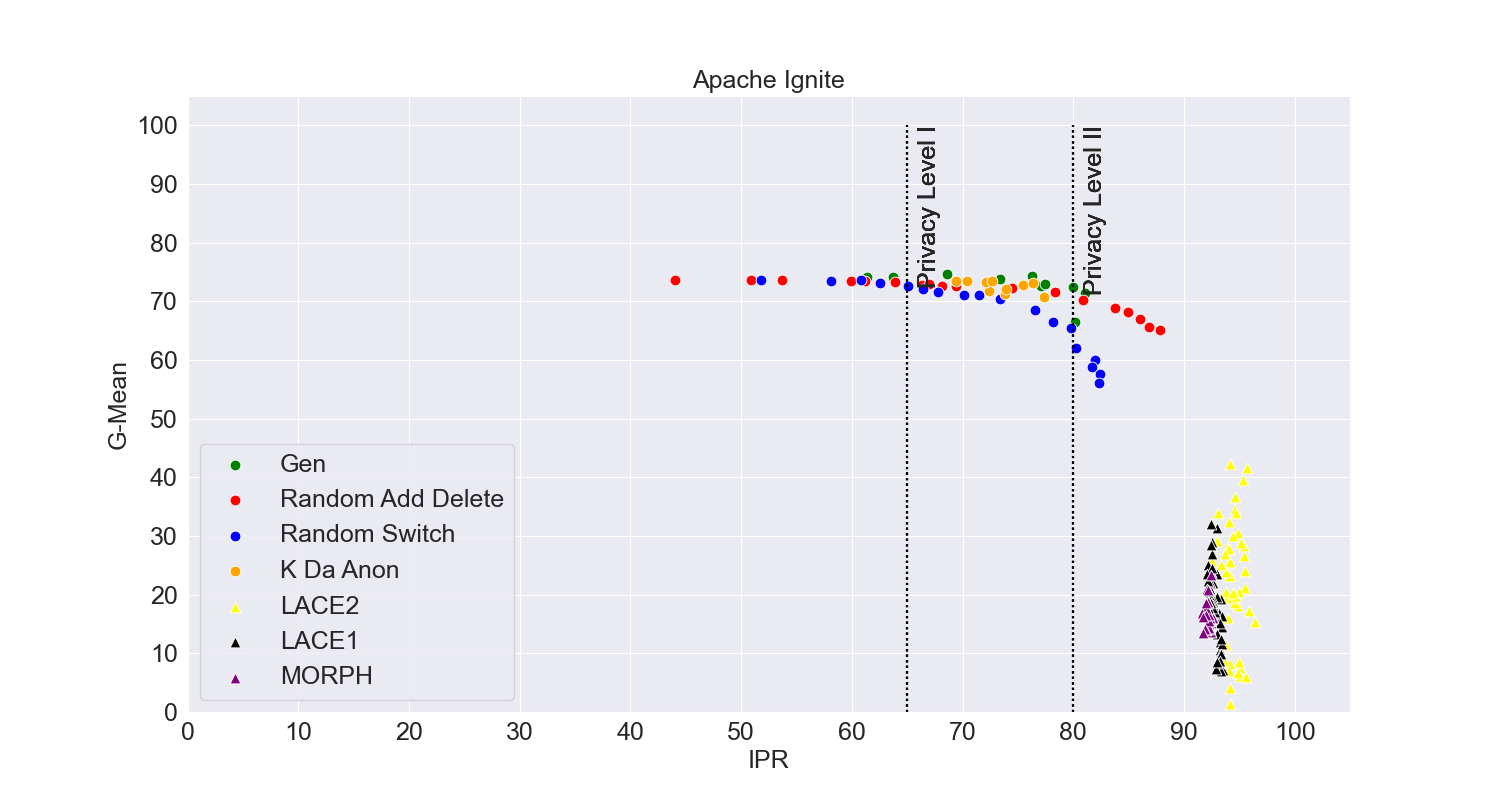 Apache Ignite
100
90
80
70
60
50
40
30
20
10
0
G-Mean
Privacy Level I
Privacy Level II
Gen
Random Add Delete
Random Switch
K Da Anon
LACE2
LACE1
MORPH
0 10 20 30 40 50 60 70 80 90 100
IPR